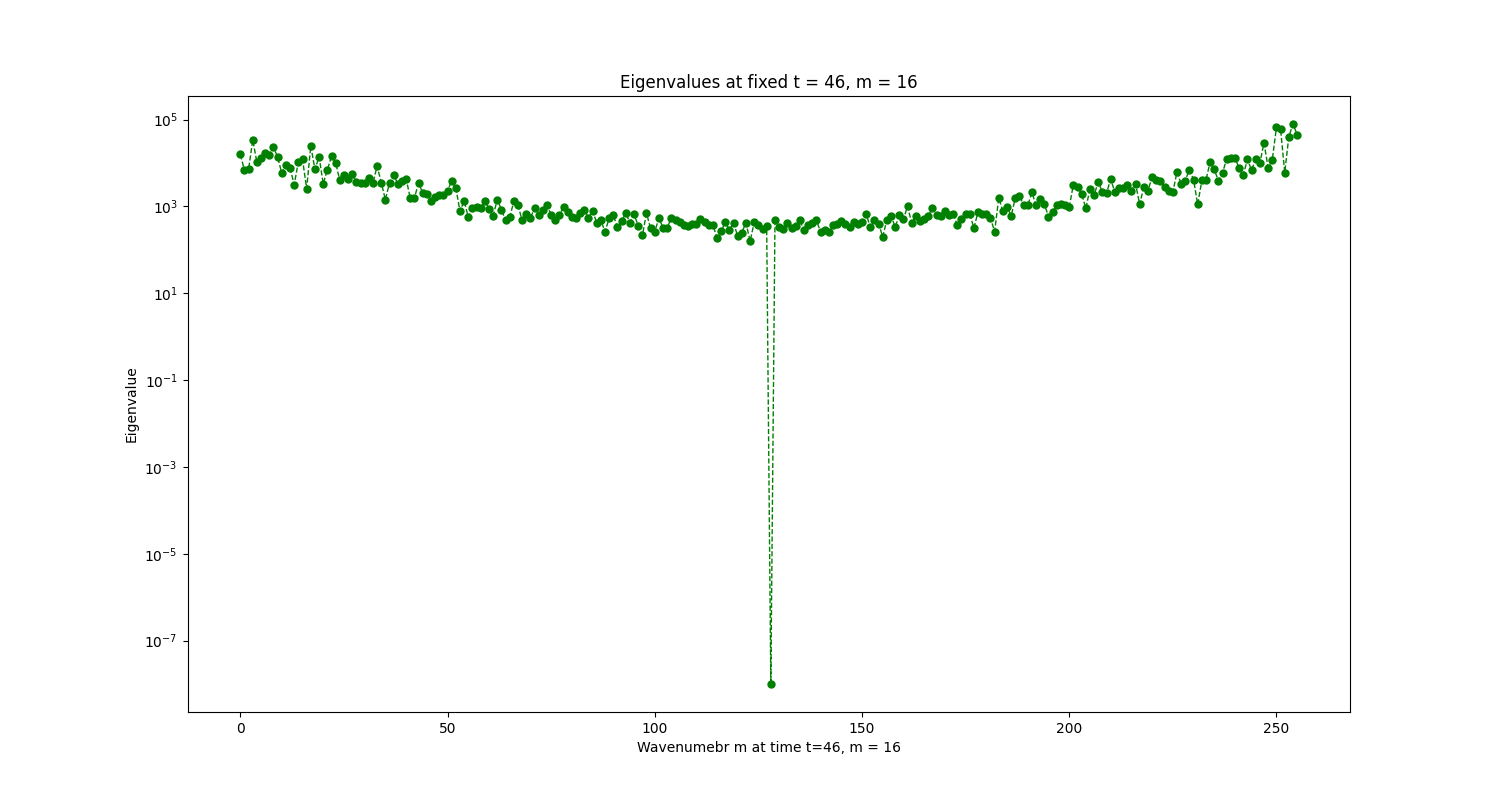 Eigenvalues at fixed t = 46, m = 16
10^5
10^3
10^1
10^-1
10^-3
10^-5
10^-7
Eigenvalue
0 50 100 150 200 250
Wavenumebr m at time t=46, m = 16